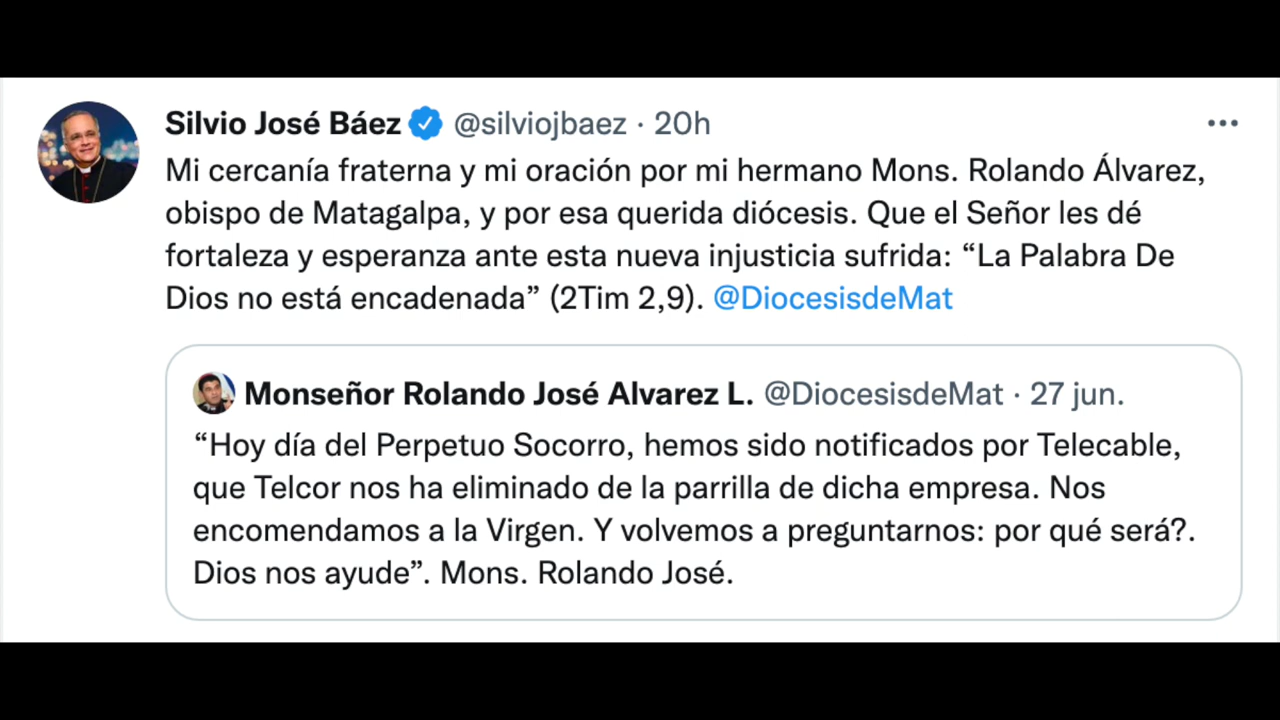 Silvio José Báez @silviojbaez · 20h
Mi cercanía fraterna y mi oración por mi hermano Mons. Rolando Álvarez,
obispo de Matagalpa, y por esa querida diócesis. Que el Señor les dé
fortaleza y esperanza ante esta nueva injusticia sufrida: “La Palabra De
Dios no está encadenada” (2Tim 2,9). @DiocesisdeMat
Monseñor Rolando José Alvarez L. @DiocesisdeMat · 27 jun.
“Hoy día del Perpetuo Socorro, hemos sido notificados por Telecable,
que Telcor nos ha eliminado de la parrilla de dicha empresa. Nos
encomendamos a la Virgen. Y volvemos a preguntarnos: por qué será?.
Dios nos ayude”. Mons. Rolando José.